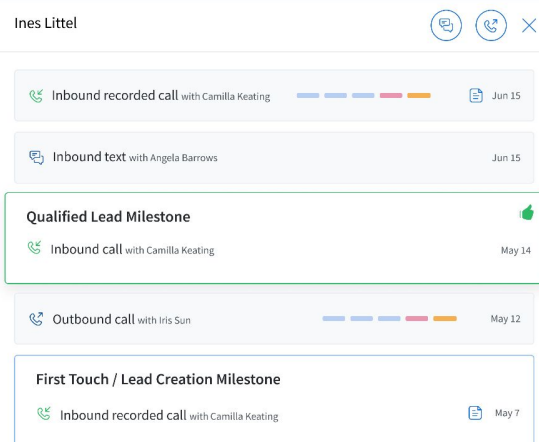 Ines Littel
Inbound recorded call with Camilla Keating Jun 15
Inbound text with Angela Barrows Jun 15
Qualified Lead Milestone
Inbound call with Camilla Keating May 14
Outbound call with Iris Sun May 12
First Touch / Lead Creation Milestone
Inbound recorded call with Camilla Keating May 7